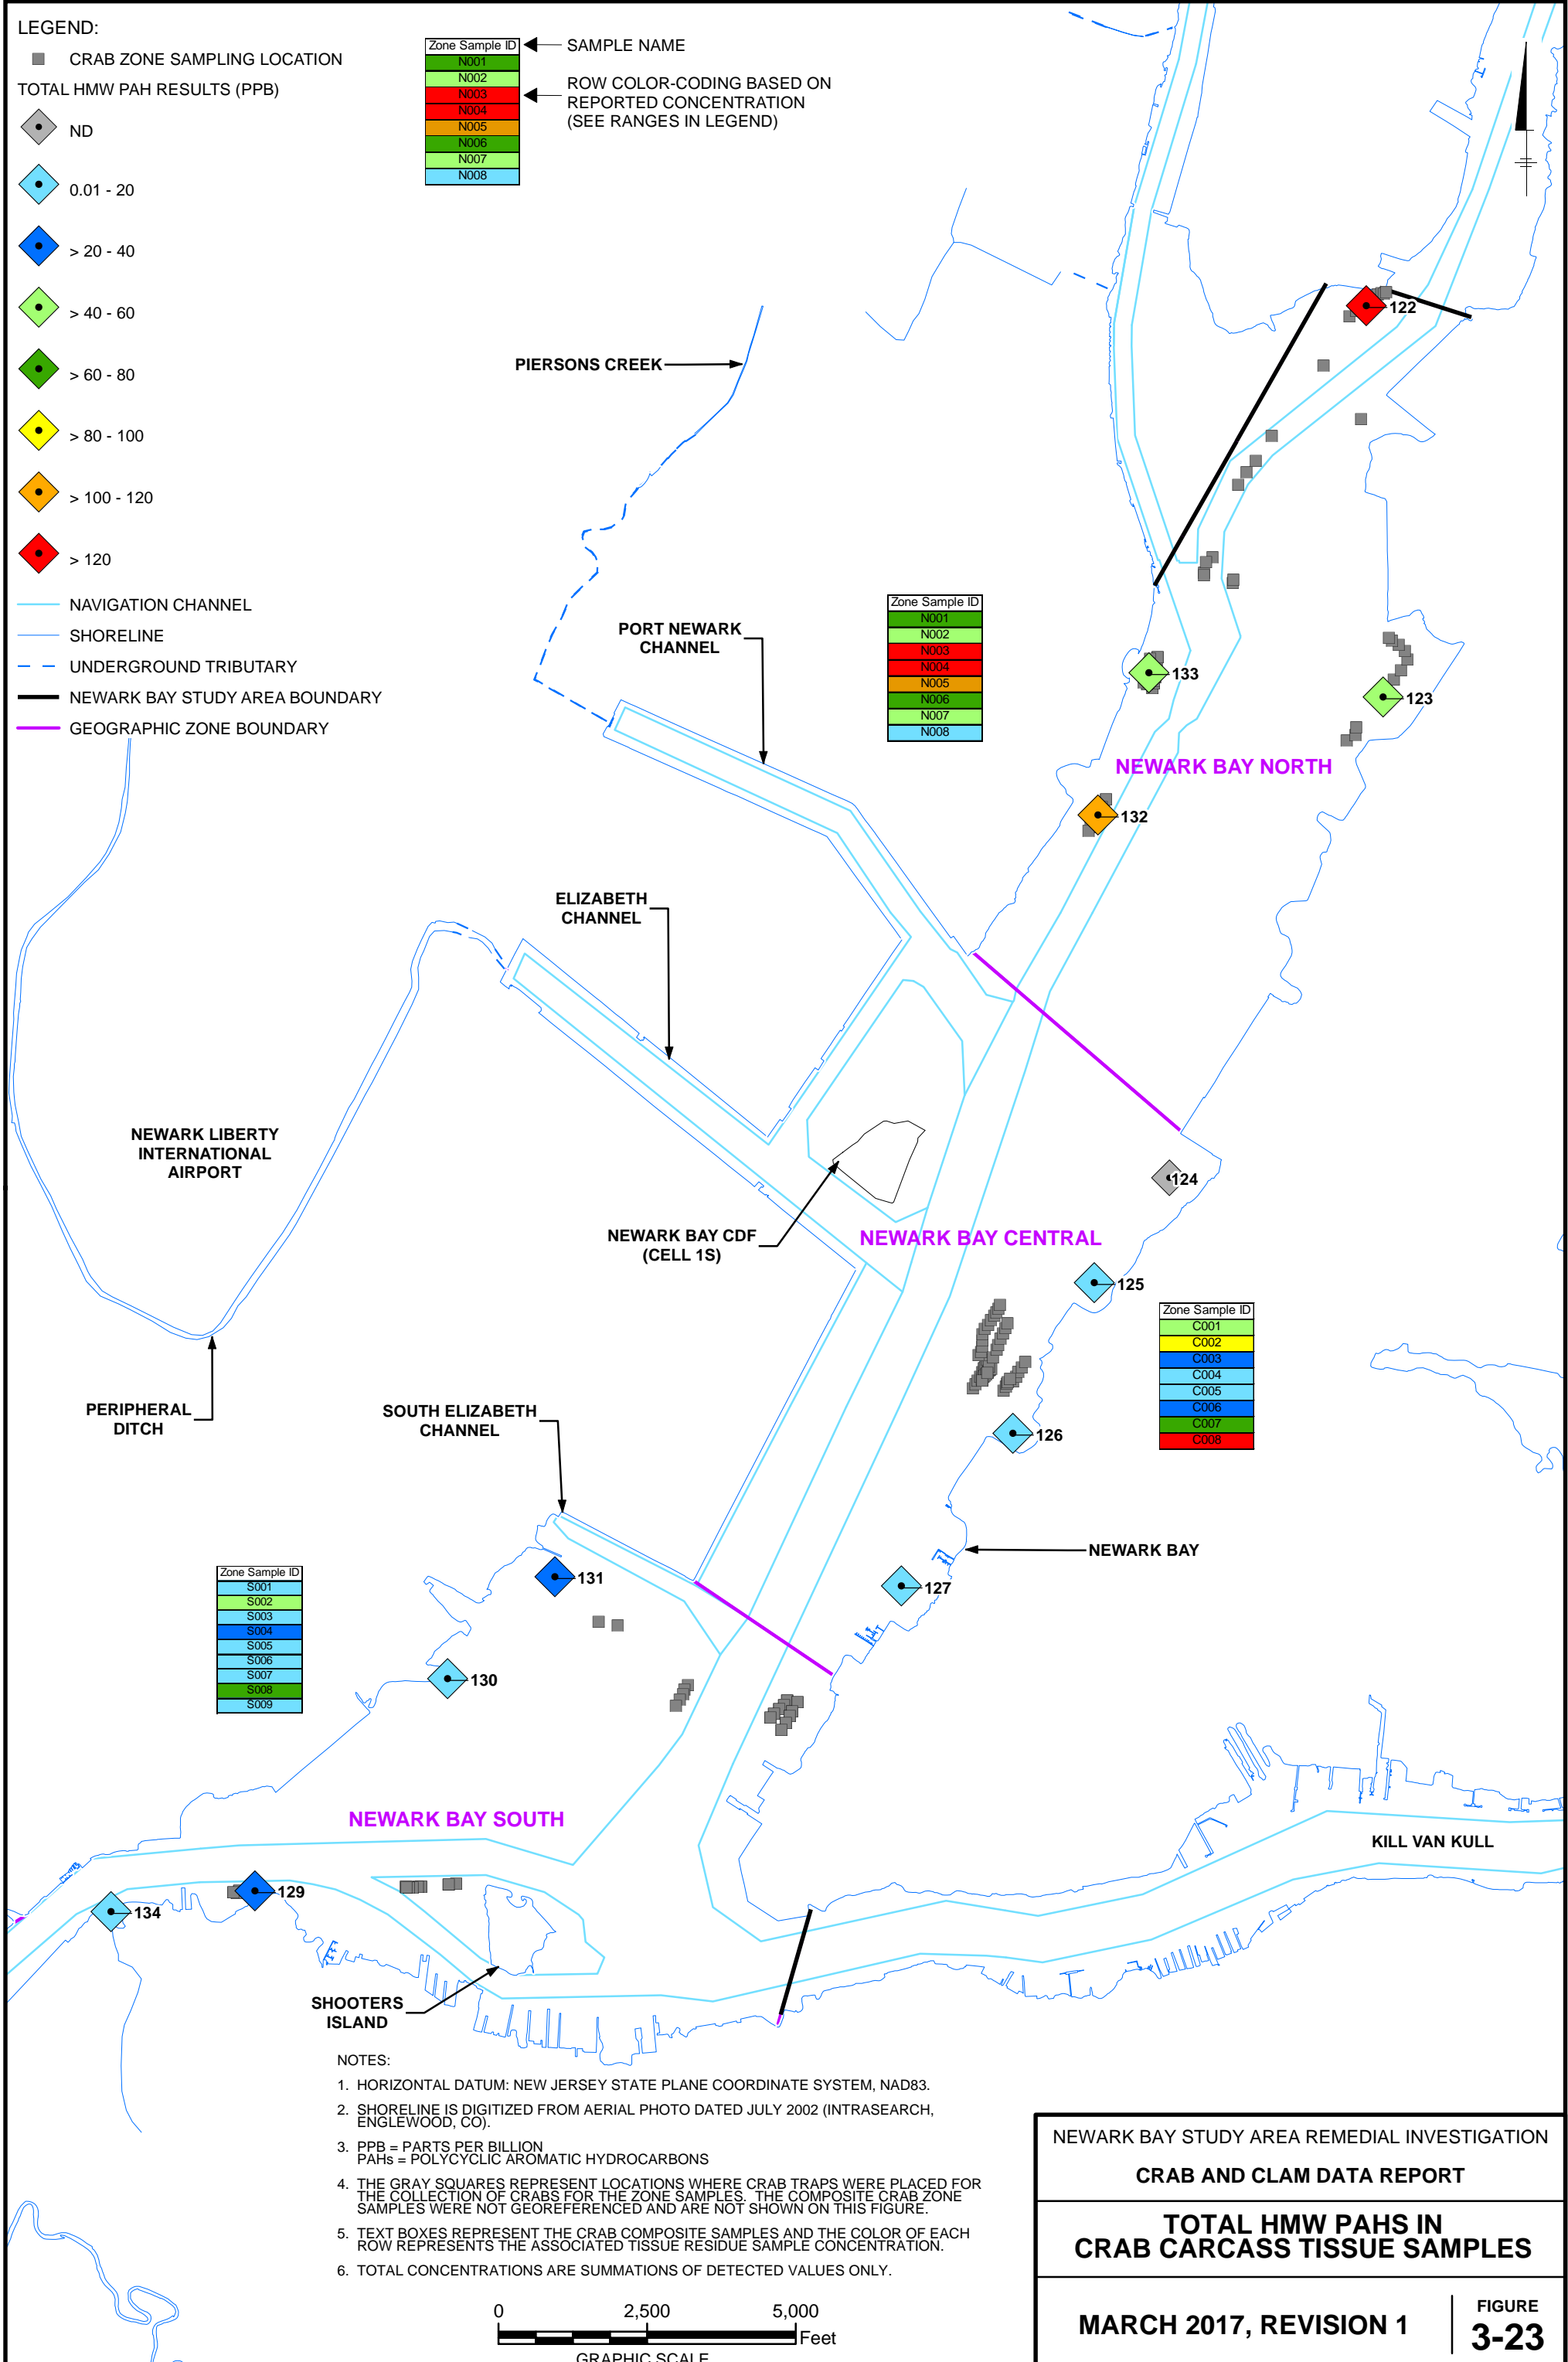 LEGEND:
CRAB ZONE SAMPLING LOCATION
TOTAL HMW PAH RESULTS (PPB)
ND
0.01 - 20
> 20 - 40
> 40 - 60
> 60 - 80
> 80 - 100
> 100 - 120
> 120
NAVIGATION CHANNEL
SHORELINE
UNDERGROUND TRIBUTARY
NEWARK BAY STUDY AREA BOUNDARY
GEOGRAPHIC ZONE BOUNDARY
Zone Sample ID
N001
N002
N003
N004
N005
N006
N007
N008
SAMPLE NAME
ROW COLOR-CODING BASED ON
REPORTED CONCENTRATION
(SEE RANGES IN LEGEND)
122
PIERSONS CREEK
PORT NEWARK
CHANNEL
Zone Sample ID
N001
N002
N003
N004
N005
N006
N007
N008
133
123
NEWARK BAY NORTH
132
ELIZABETH
CHANNEL
NEWARK LIBERTY
INTERNATIONAL
AIRPORT
124
NEWARK BAY CDF
(CELL 1S)
NEWARK BAY CENTRAL
125
Zone Sample ID
C001
C002
C003
C004
C005
C006
C007
C008
PERIPHERAL
DITCH
SOUTH ELIZABETH
CHANNEL
126
NEWARK BAY
131
127
Zone Sample ID
S001
S002
S003
S004
S005
S006
S007
S008
S009
130
NEWARK BAY SOUTH
KILL VAN KULL
129
134
SHOOTERS
ISLAND
NOTES:
1. HORIZONTAL DATUM: NEW JERSEY STATE PLANE COORDINATE SYSTEM, NAD83.
2. SHORELINE IS DIGITIZED FROM AERIAL PHOTO DATED JULY 2002 (INTRASEARCH,
ENGLEWOOD, CO).
3. PPB = PARTS PER BILLION
PAHs = POLYCYCLIC AROMATIC HYDROCARBONS
4. THE GRAY SQUARES REPRESENT LOCATIONS WHERE CRAB TRAPS WERE PLACED FOR
THE COLLECTION OF CRABS FOR THE ZONE SAMPLES. THE COMPOSITE CRAB ZONE
SAMPLES WERE NOT GEOREFERENCED AND ARE NOT SHOWN ON THIS FIGURE.
5. TEXT BOXES REPRESENT THE CRAB COMPOSITE SAMPLES AND THE COLOR OF EACH
ROW REPRESENTS THE ASSOCIATED TISSUE RESIDUE SAMPLE CONCENTRATION.
6. TOTAL CONCENTRATIONS ARE SUMMATIONS OF DETECTED VALUES ONLY.
0 2,500 5,000
Feet
GRAPHIC SCALE
NEWARK BAY STUDY AREA REMEDIAL INVESTIGATION
CRAB AND CLAM DATA REPORT
TOTAL HMW PAHS IN
CRAB CARCASS TISSUE SAMPLES
MARCH 2017, REVISION 1
FIGURE
3-23